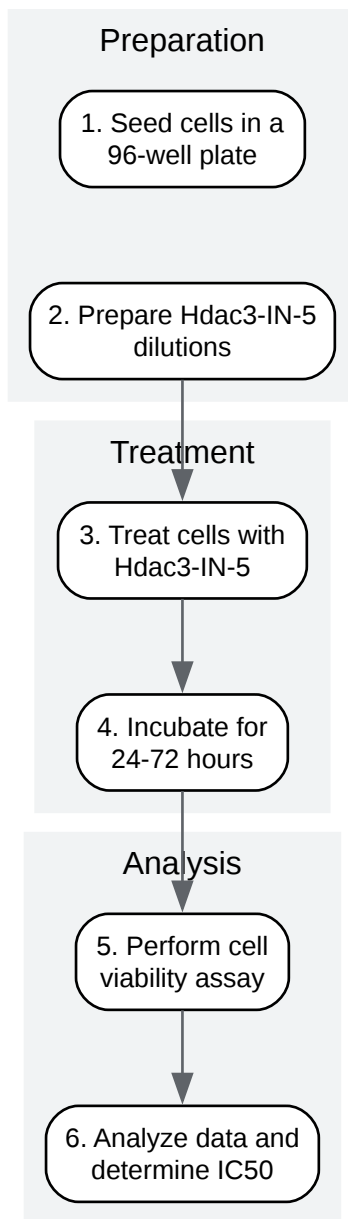 Preparation
1. Seed cells in a
96-well plate
2. Prepare Hdac3-IN-5
dilutions
Treatment
3. Treat cells with
Hdac3-IN-5
4. Incubate for
24-72 hours
Analysis
5. Perform cell
viability assay
6. Analyze data and
determine IC50